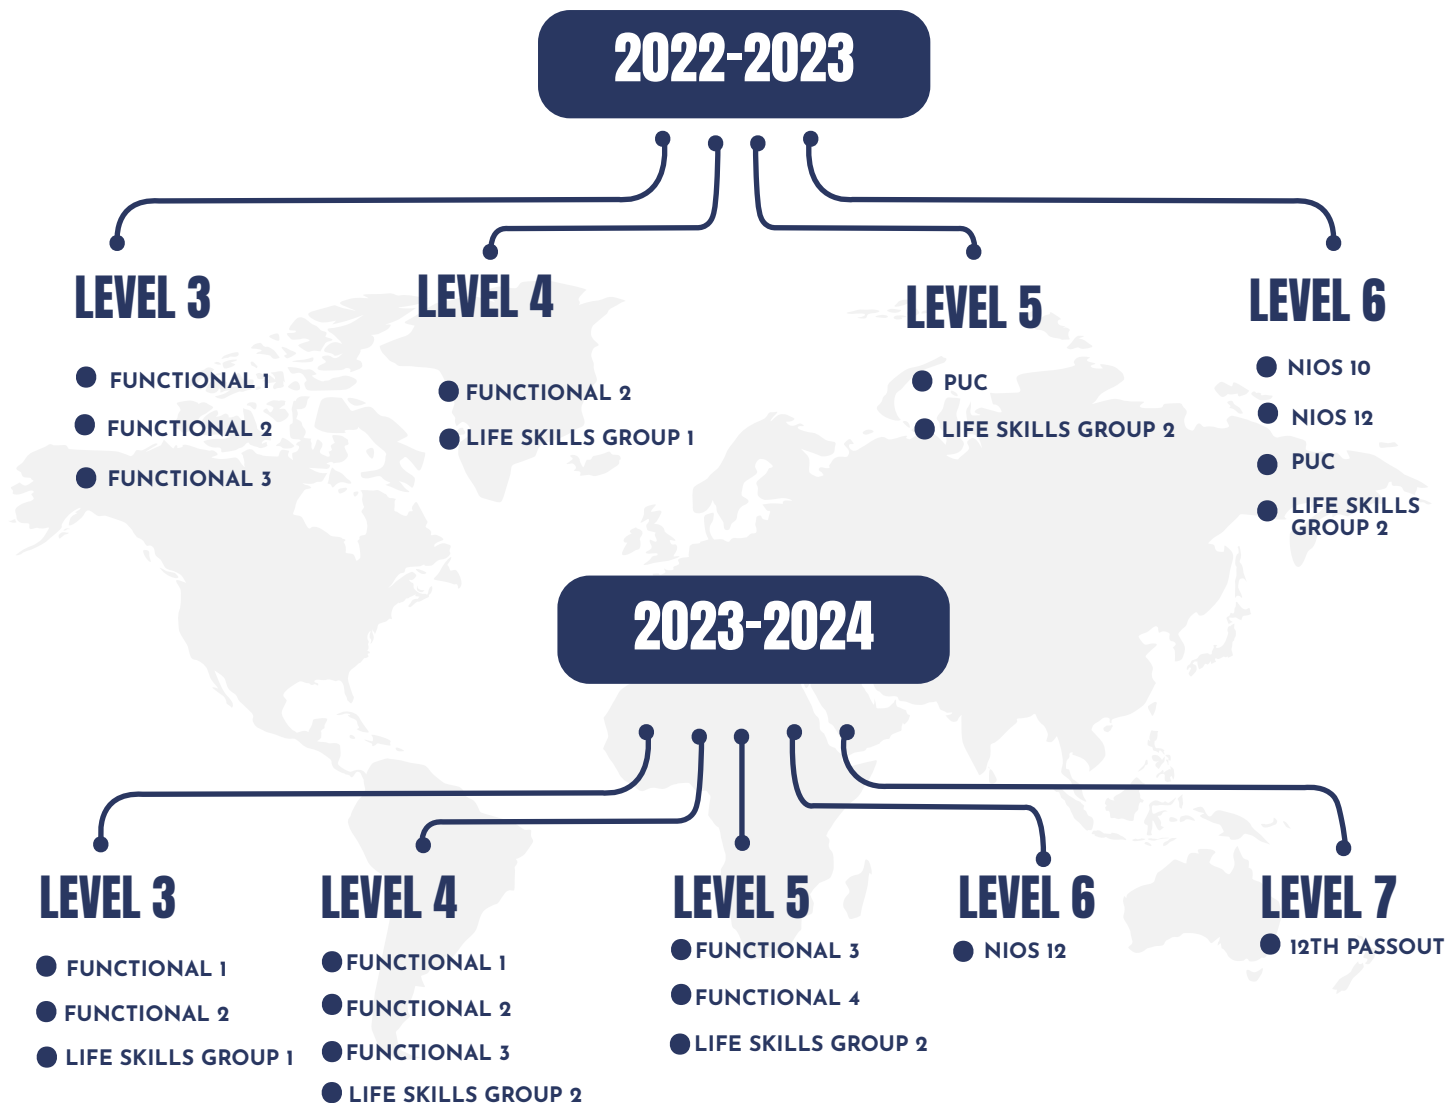 2022-2023
LEVEL 3
FUNCTIONAL 1
FUNCTIONAL 2
FUNCTIONAL 3
LEVEL 4
FUNCTIONAL 2
LIFE SKILLS GROUP 1
LEVEL 5
PUC
LIFE SKILLS GROUP 2
LEVEL 6
NIOS 10
NIOS 12
PUC
LIFE SKILLS
GROUP 2
2023-2024
LEVEL 3
FUNCTIONAL 1
FUNCTIONAL 2
LIFE SKILLS GROUP 1
LEVEL 4
FUNCTIONAL 1
FUNCTIONAL 2
FUNCTIONAL 3
LIFE SKILLS GROUP 2
LEVEL 5
FUNCTIONAL 3
FUNCTIONAL 4
LIFE SKILLS GROUP 2
LEVEL 6
NIOS 12
LEVEL 7
12TH PASSOUT